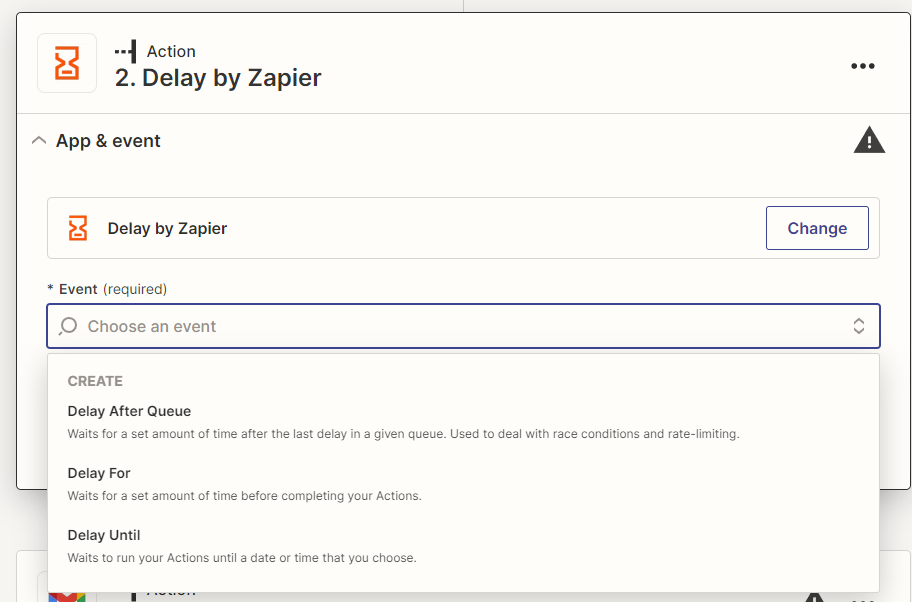 Action
2. Delay by Zapier
App & event
Delay by Zapier
Change
* Event (required)
Choose an event
CREATE
Delay After Queue
Waits for a set amount of time after the last delay in a given queue. Used to deal with race conditions and rate-limiting.
Delay For
Waits for a set amount of time before completing your Actions.
Delay Until
Waits to run your Actions until a date or time that you choose.
Action